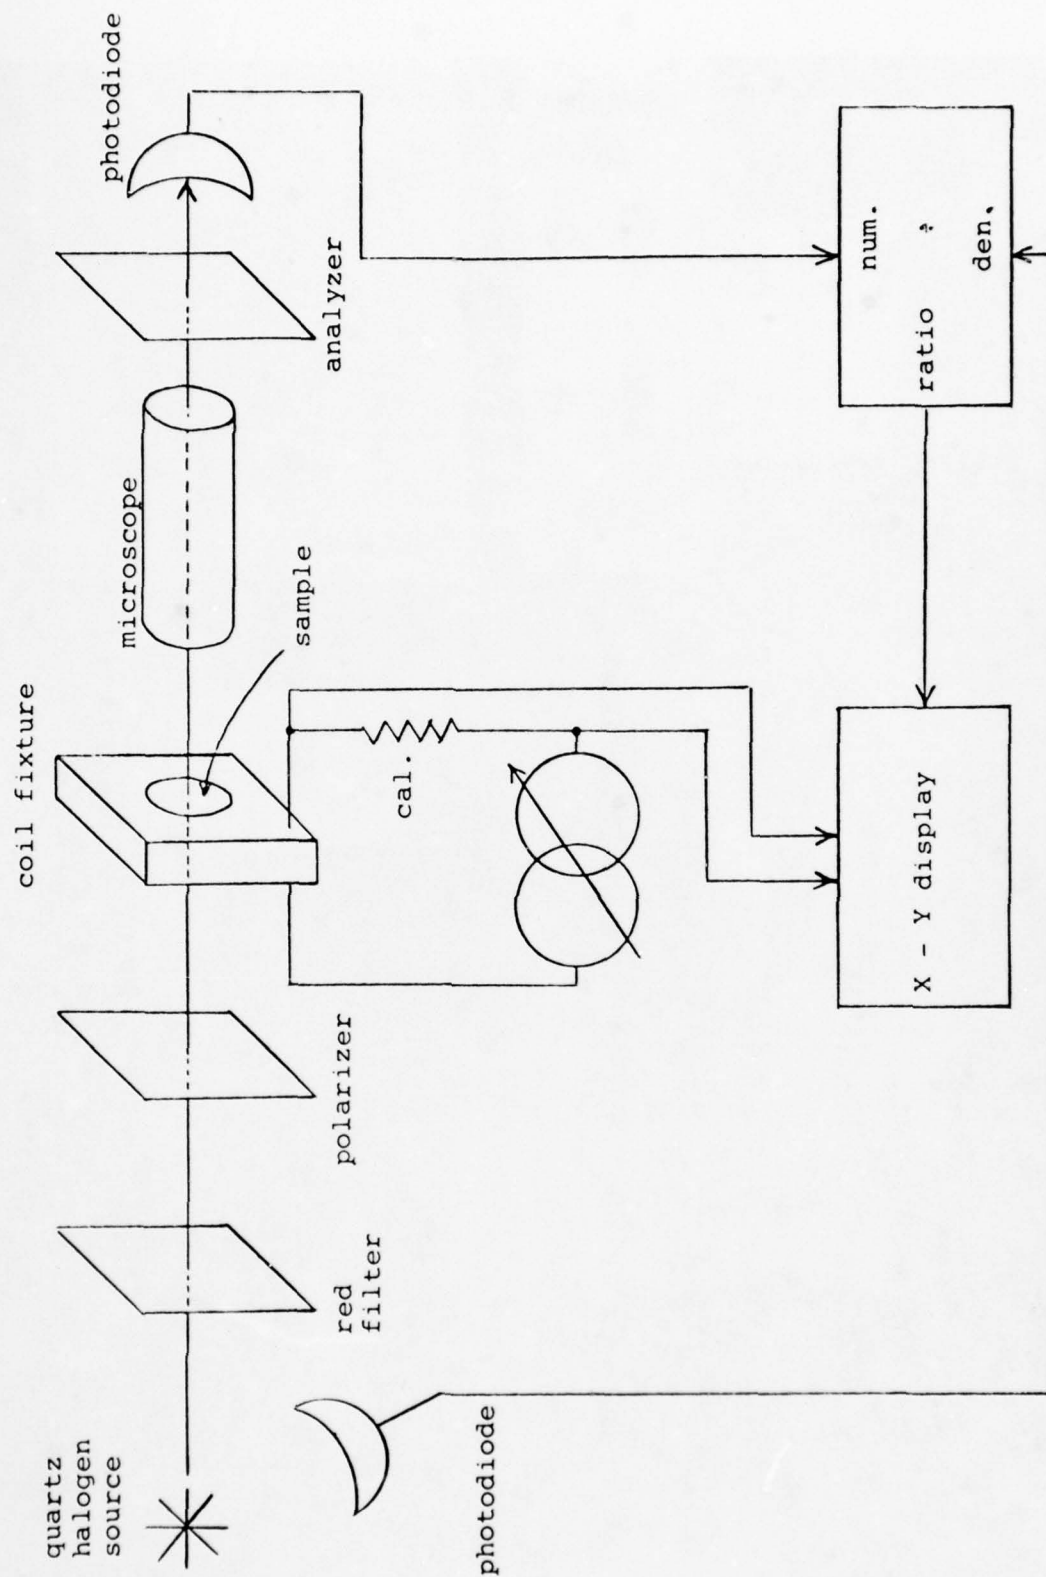 quartz
halogen
source
red
filter
polarizer
coil fixture
sample
microscope
analyzer
photodiode
photodiode
cal.
X - Y display
num.
ratio ÷
den.